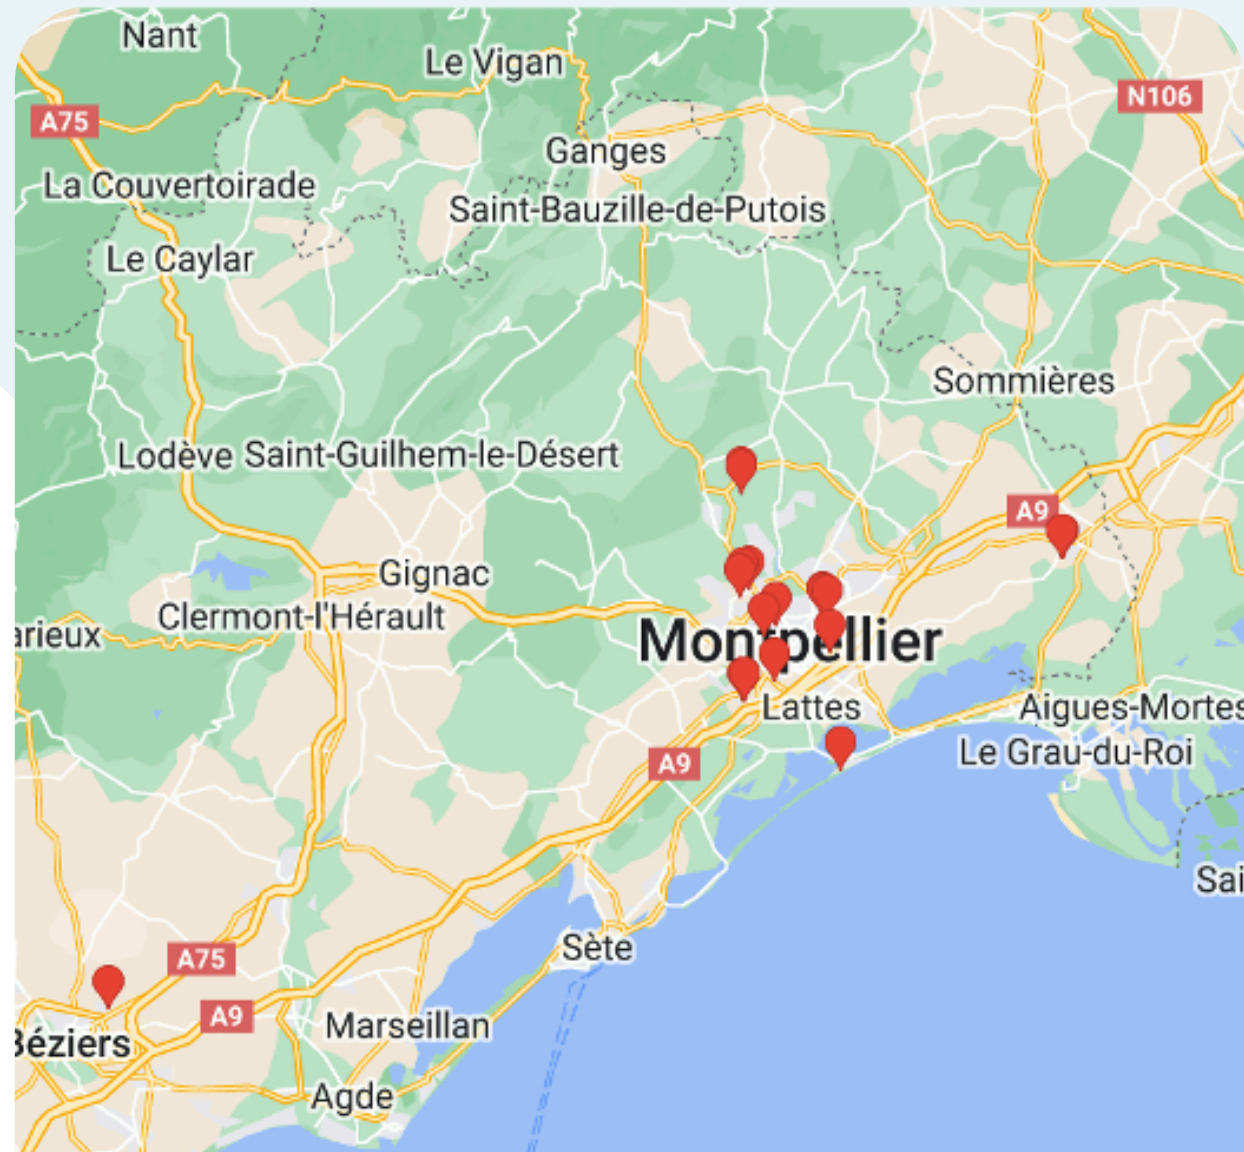 Nant
Le Vigan
N106
A75
Ganges
La Couvertoirade
Saint-Bauzille-de-Putois
Le Caylar
Sommières
Lodève
Saint-Guilhem-le-Désert
A9
Gignac
Clermont-l'Hérault
arieux
Montpellier
Lattes
Aigues-Mortes
Le Grau-du-Roi
A9
Sai
Sète
A75
A9
Marseillan
Béziers
Agde